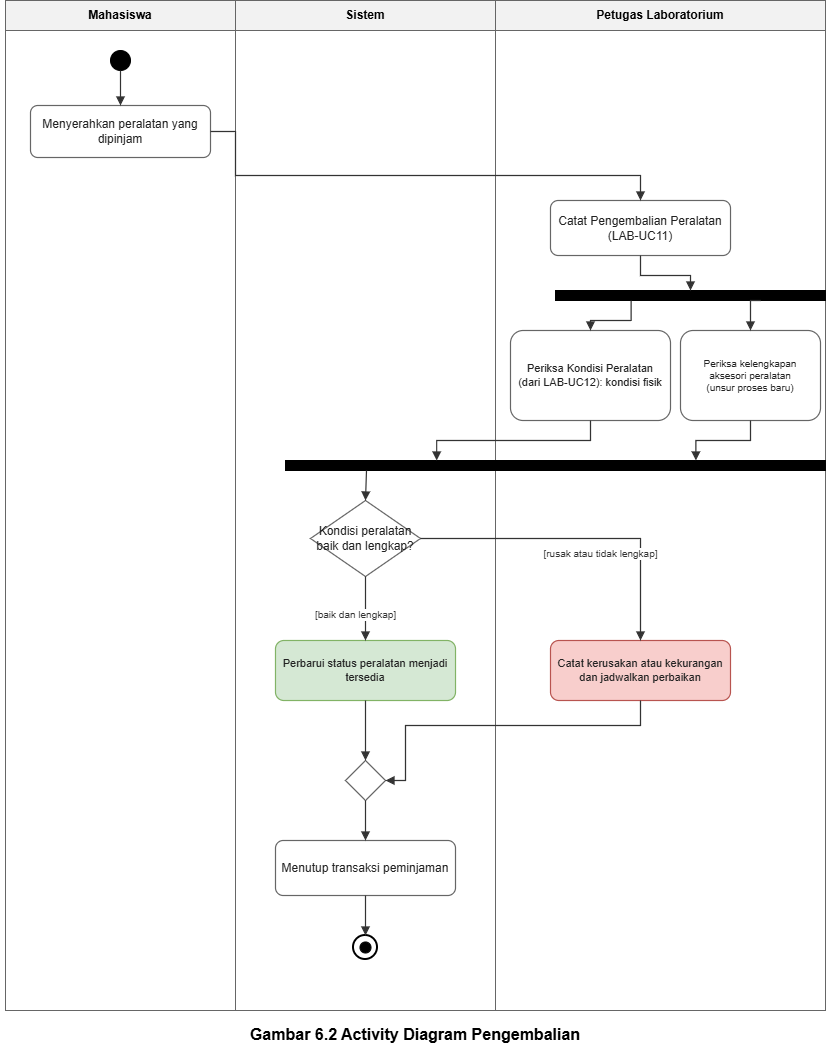 Mahasiswa
Sistem
Petugas Laboratorium
Menyerahkan peralatan yang
dipinjam
Catat Pengembalian Peralatan
(LAB-UC11)
Periksa Kondisi Peralatan
(dari LAB-UC12): kondisi fisik
Periksa kelengkapan
aksesori peralatan
(unsur proses baru)
Kondisi peralatan
baik dan lengkap?
[rusak atau tidak lengkap]
[baik dan lengkap]
Perbarui status peralatan menjadi
tersedia
Catat kerusakan atau kekurangan
dan jadwalkan perbaikan
Menutup transaksi peminjaman
Gambar 6.2 Activity Diagram Pengembalian